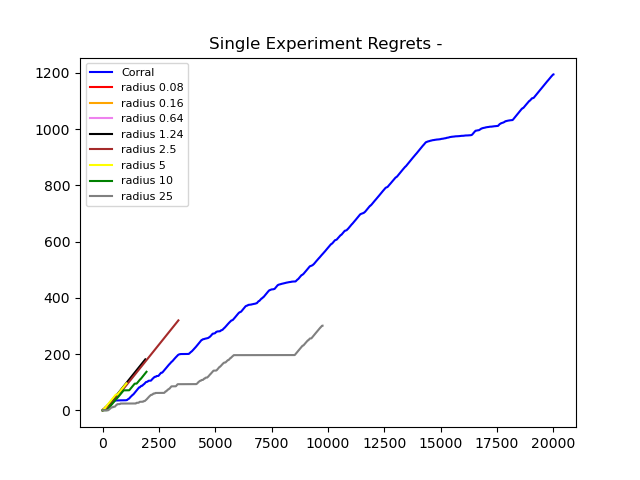 Single Experiment Regrets -
Corral
radius 0.08
radius 0.16
radius 0.64
radius 1.24
radius 2.5
radius 5
radius 10
radius 25
1200
1000
800
600
400
200
0
0 2500 5000 7500 10000 12500 15000 17500 20000